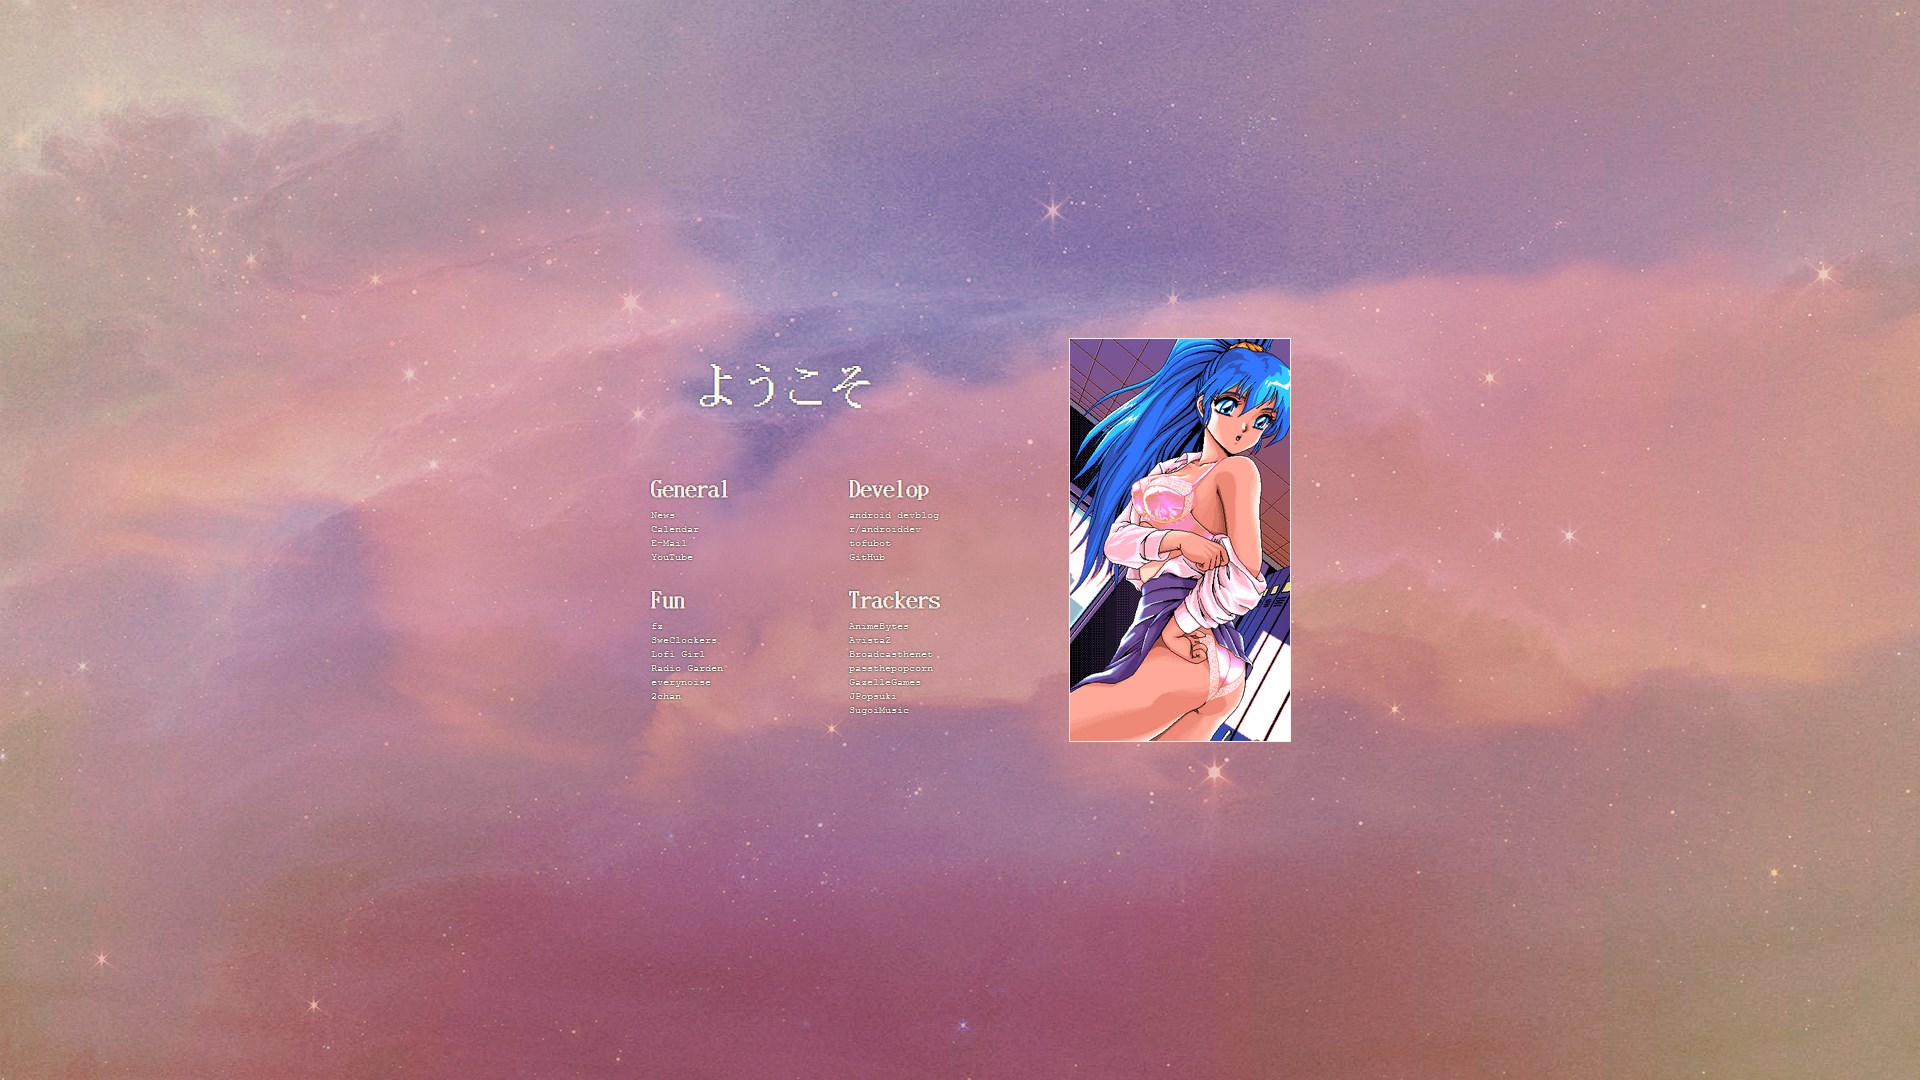 ようこそ
General
News
Calendar
E-Mail
YouTube
Develop
android devblog
r/androiddev
tofubot
GitHub
Fun
fz
SweClockers
Lofi Girl
Radio Garden
everynoise
2chan
Trackers
AnimeBytes
AvistaZ
Broadcasthenet
passthepopcorn
GazelleGames
JPopsuki
SugoiMusic